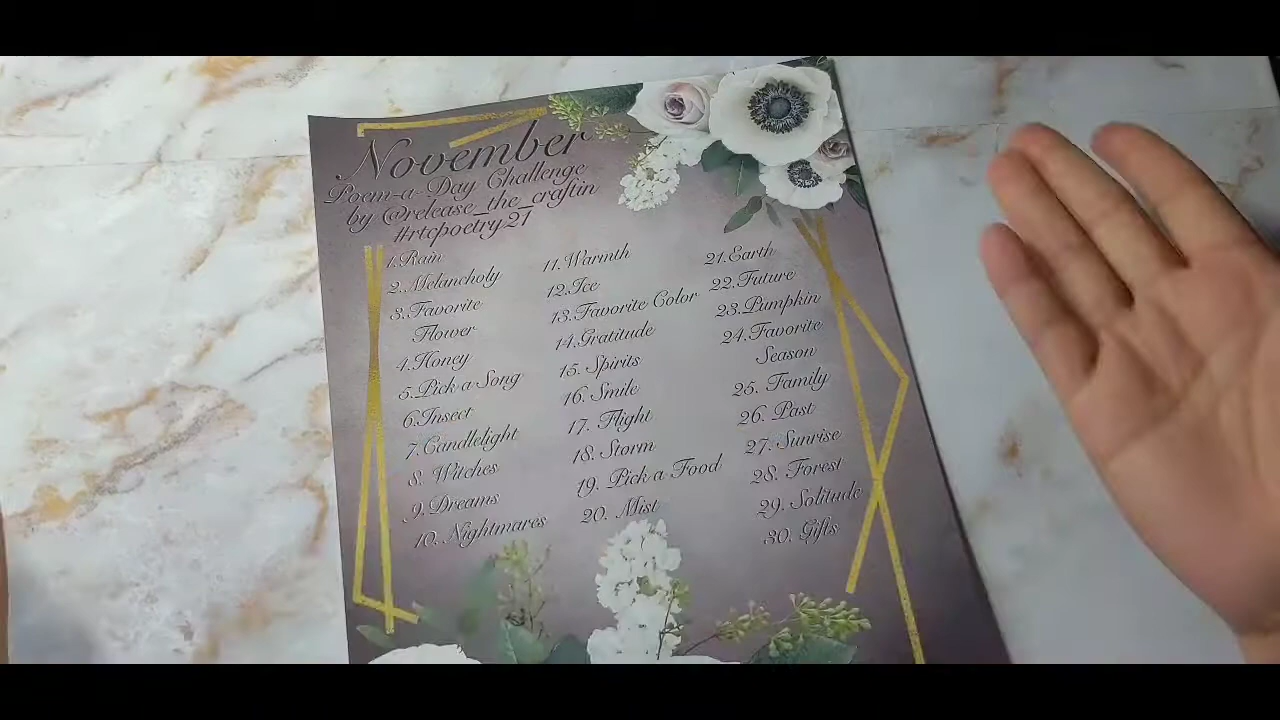 November
Poem-a-Day Challenge
by @release_the_craftin
#rtcpoetry21
1.Rain
2.Melancholy
3.Favorite
Flower
4.Honey
5.Pick a Song
6.Insect
7.Candlelight
8. Witches
9.Dreams
10. Nightmares
11.Warmth
12.Ice
13.Favorite Color
14.Gratitude
15. Spirits
16. Smile
17. Flight
18. Storm
19. Pick a Food
20. Mist
21.Earth
22.Future
23.Pumpkin
24.Favorite
Season
25. Family
26. Past
27. Sunrise
28. Forest
29. Solitude
30. Gifts